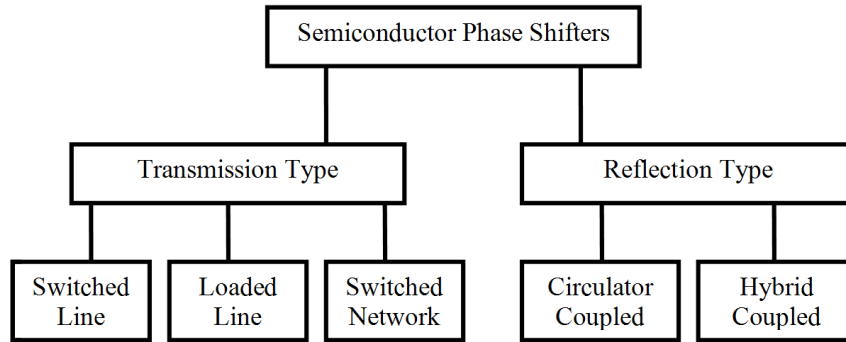 Semiconductor Phase Shifters
Transmission Type
Reflection Type
Switched
Line
Loaded
Line
Switched
Network
Circulator
Coupled
Hybrid
Coupled